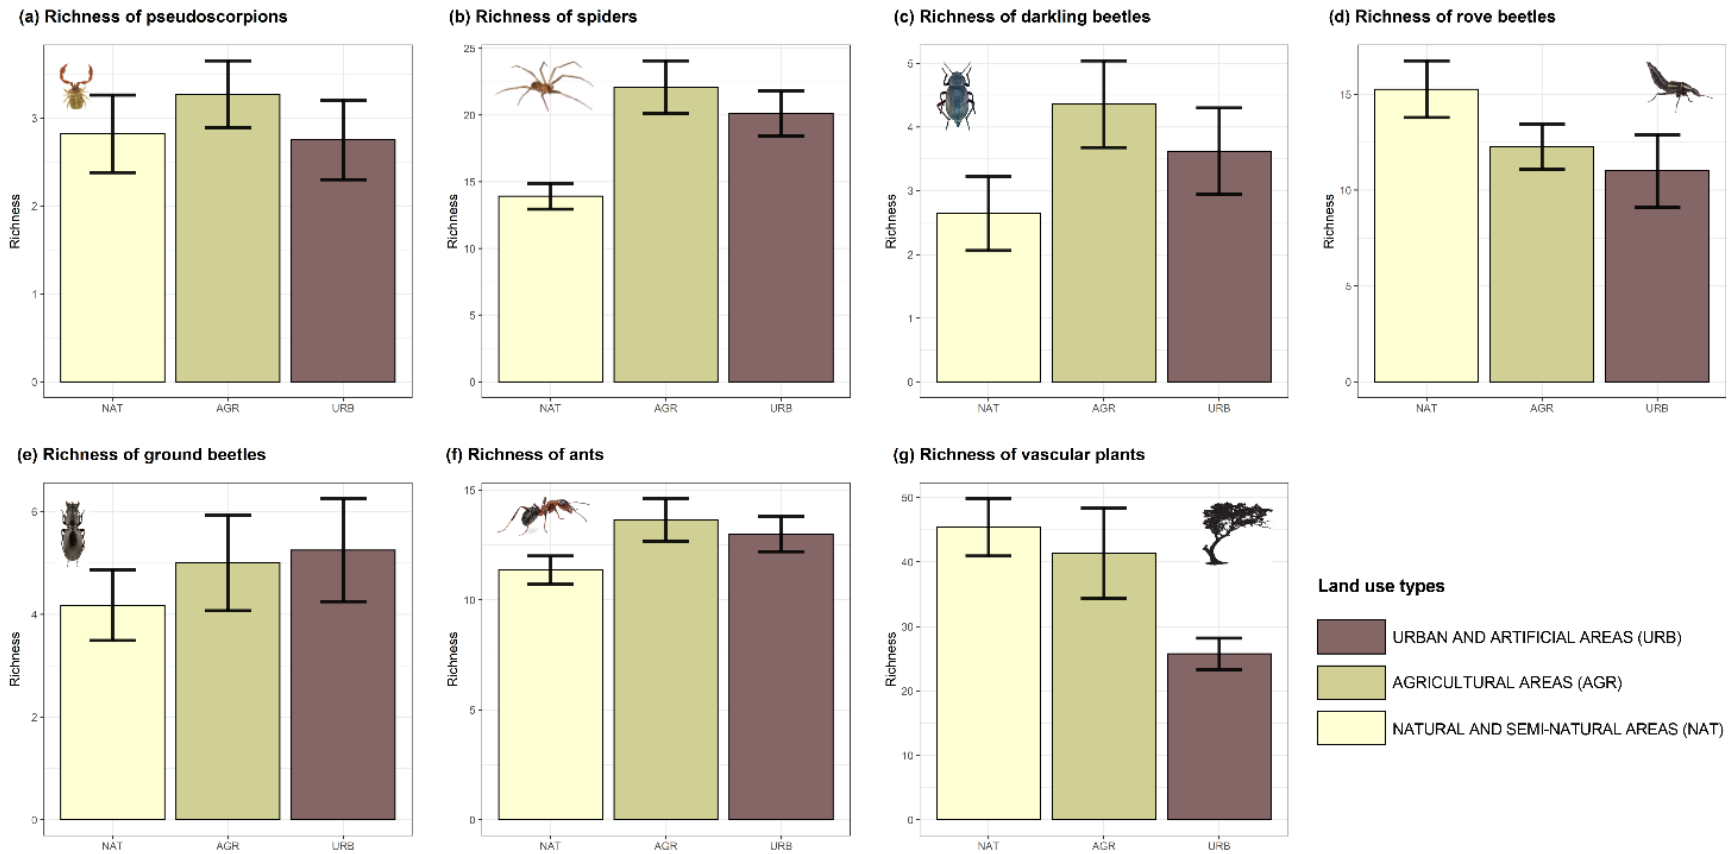 (a) Richness of pseudoscorpions
(b) Richness of spiders
(c) Richness of darkling beetles
(d) Richness of rove beetles
Richness
3
2
1
0
NAT AGR URB
Richness
25
20
15
10
5
0
NAT AGR URB
Richness
5
4
3
2
1
0
NAT AGR URB
Richness
15
10
5
0
NAT AGR URB
(e) Richness of ground beetles
(f) Richness of ants
(g) Richness of vascular plants
Richness
6
4
2
0
NAT AGR URB
Richness
15
10
5
0
NAT AGR URB
Richness
50
40
30
20
10
0
NAT AGR URB
Land use types
URBAN AND ARTIFICIAL AREAS (URB)
AGRICULTURAL AREAS (AGR)
NATURAL AND SEMI-NATURAL AREAS (NAT)